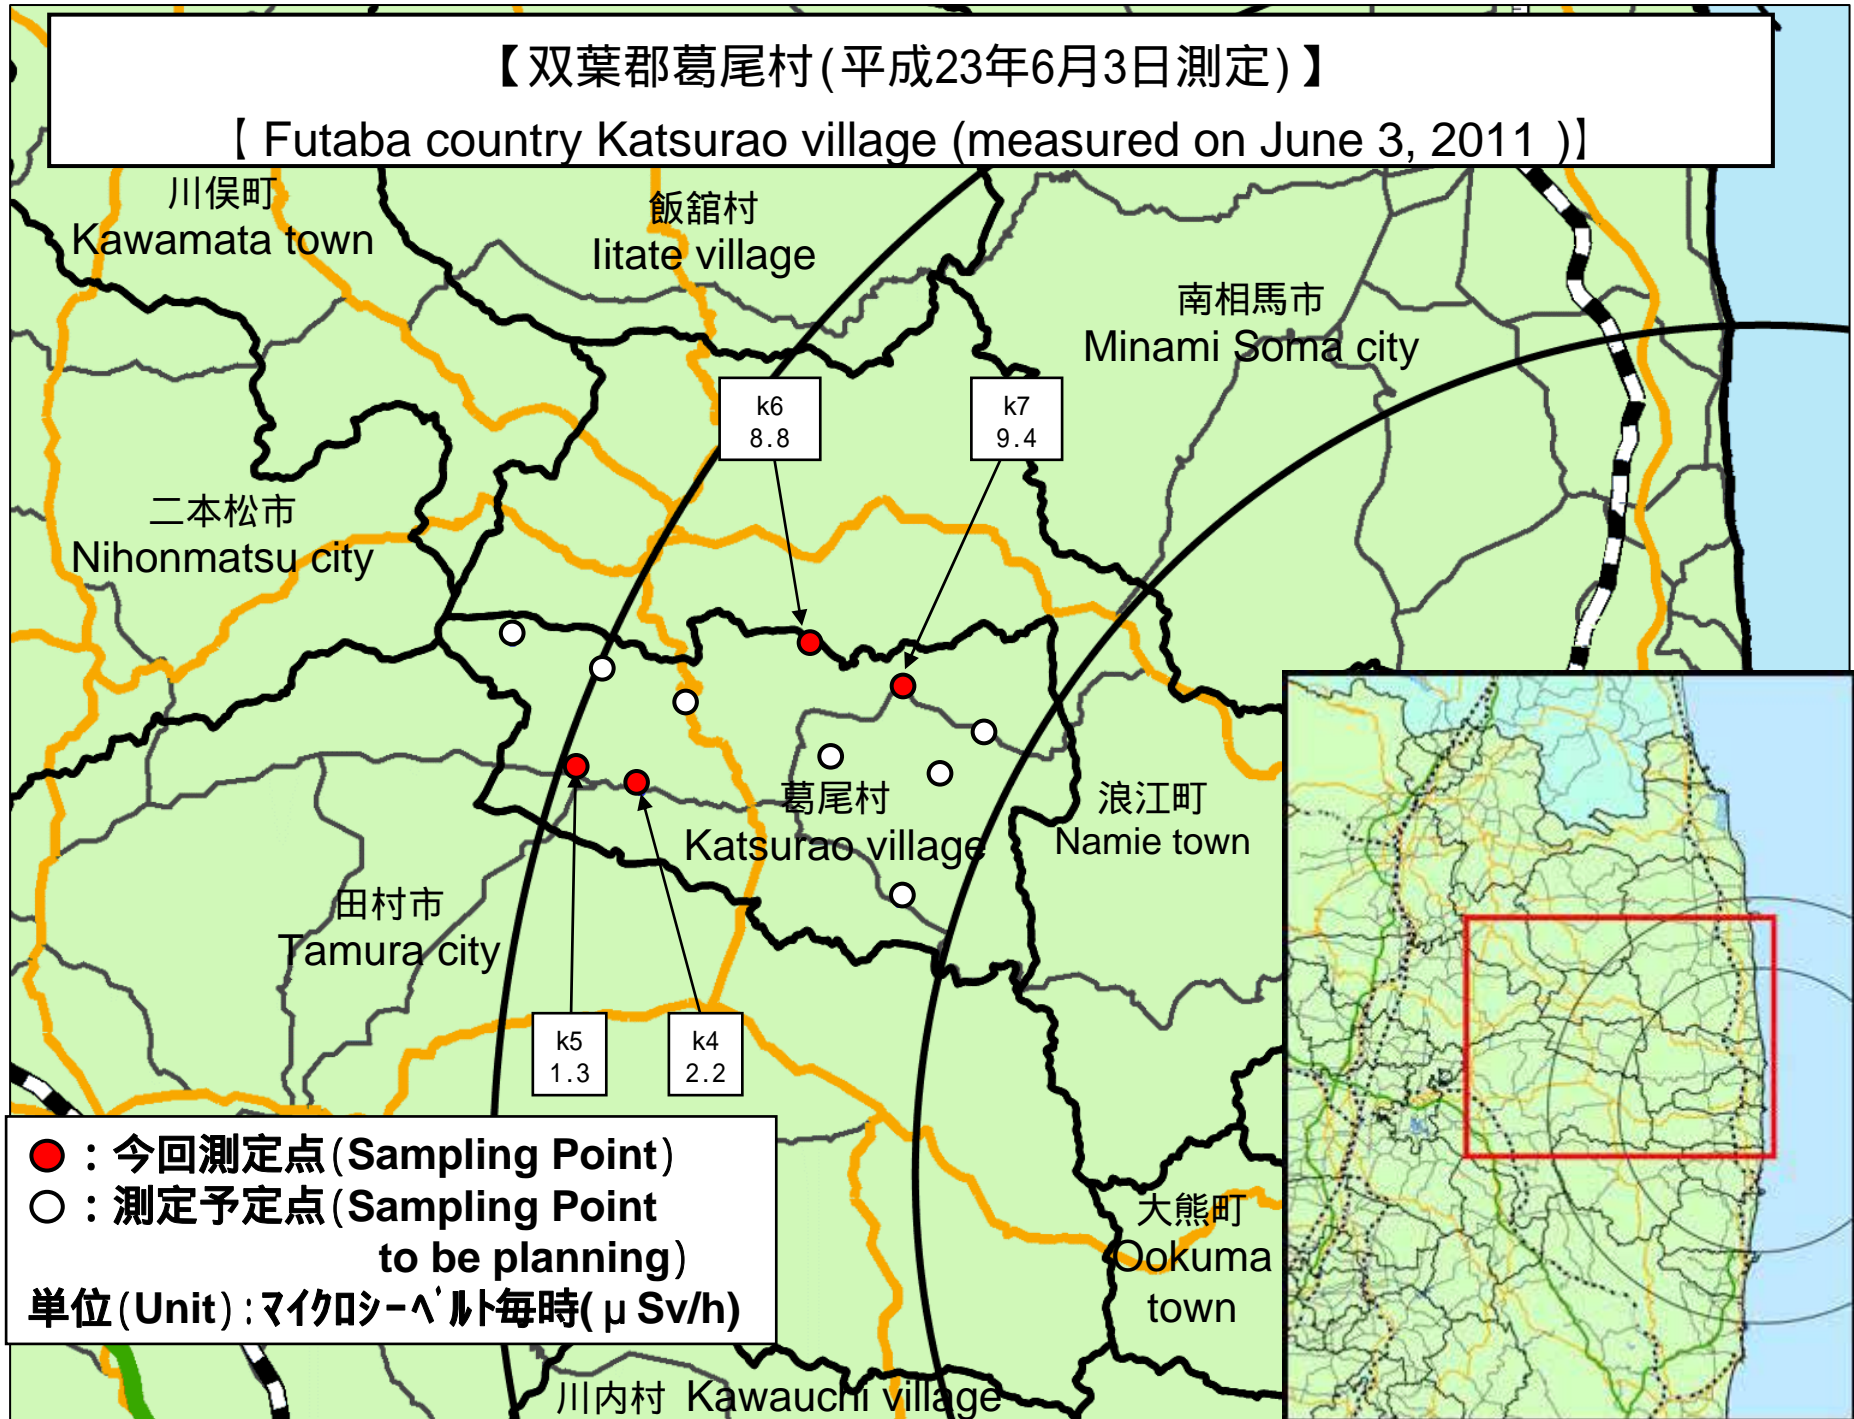 【双葉郡葛尾村(平成23年6月3日測定)】
【 Futaba country Katsurao village (measured on June 3, 2011 )】
川俣町
Kawamata town
飯舘村
Iitate village
南相馬市
Minami Soma city
k6
8.8
k7
9.4
二本松市
Nihonmatsu city
葛尾村
Katsurao village
浪江町
Namie town
田村市
Tamura city
k5
1.3
k4
2.2
●：今回測定点(Sampling Point)
○：測定予定点(Sampling Point
to be planning)
単位(Unit):ﾏｲｸﾛｼｰﾍﾞﾙﾄ毎時(μSv/h)
大熊町
Ookuma
town
川内村 Kawauchi village